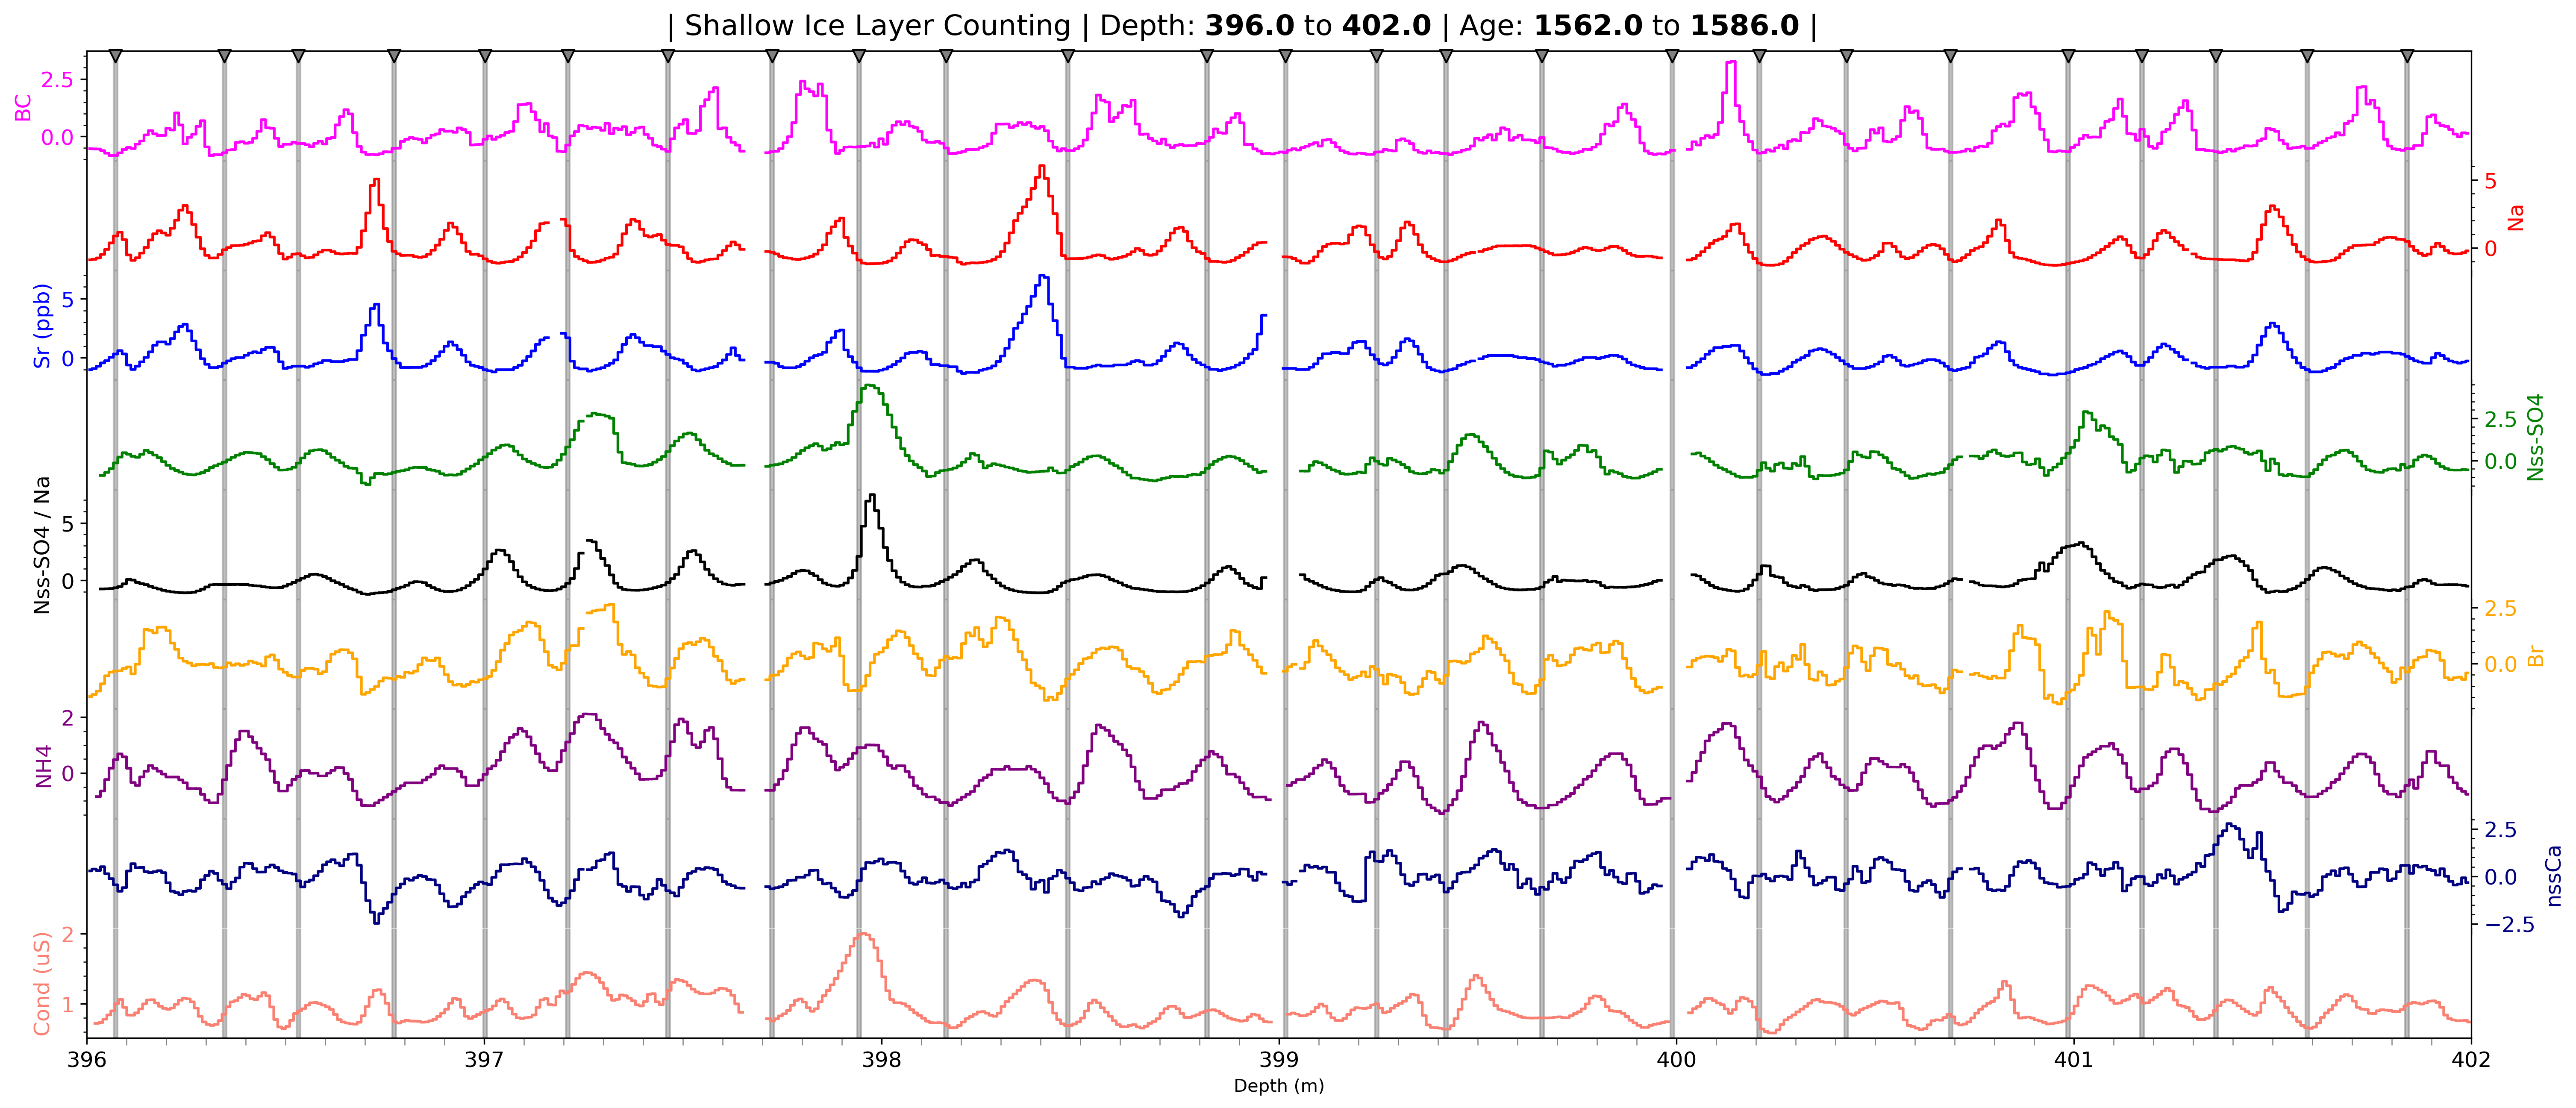 | Shallow Ice Layer Counting | Depth: 396.0 to 402.0 | Age: 1562.0 to 1586.0 |
BC
2.5
0.0
Na
5
0
Sr (ppb)
5
0
Nss-SO4
2.5
0.0
Nss-SO4 / Na
5
0
Br
2.5
0.0
NH4
2
0
nssCa
2.5
0.0
−2.5
Cond (uS)
2
1
396 397 398 399 400 401 402
Depth (m)